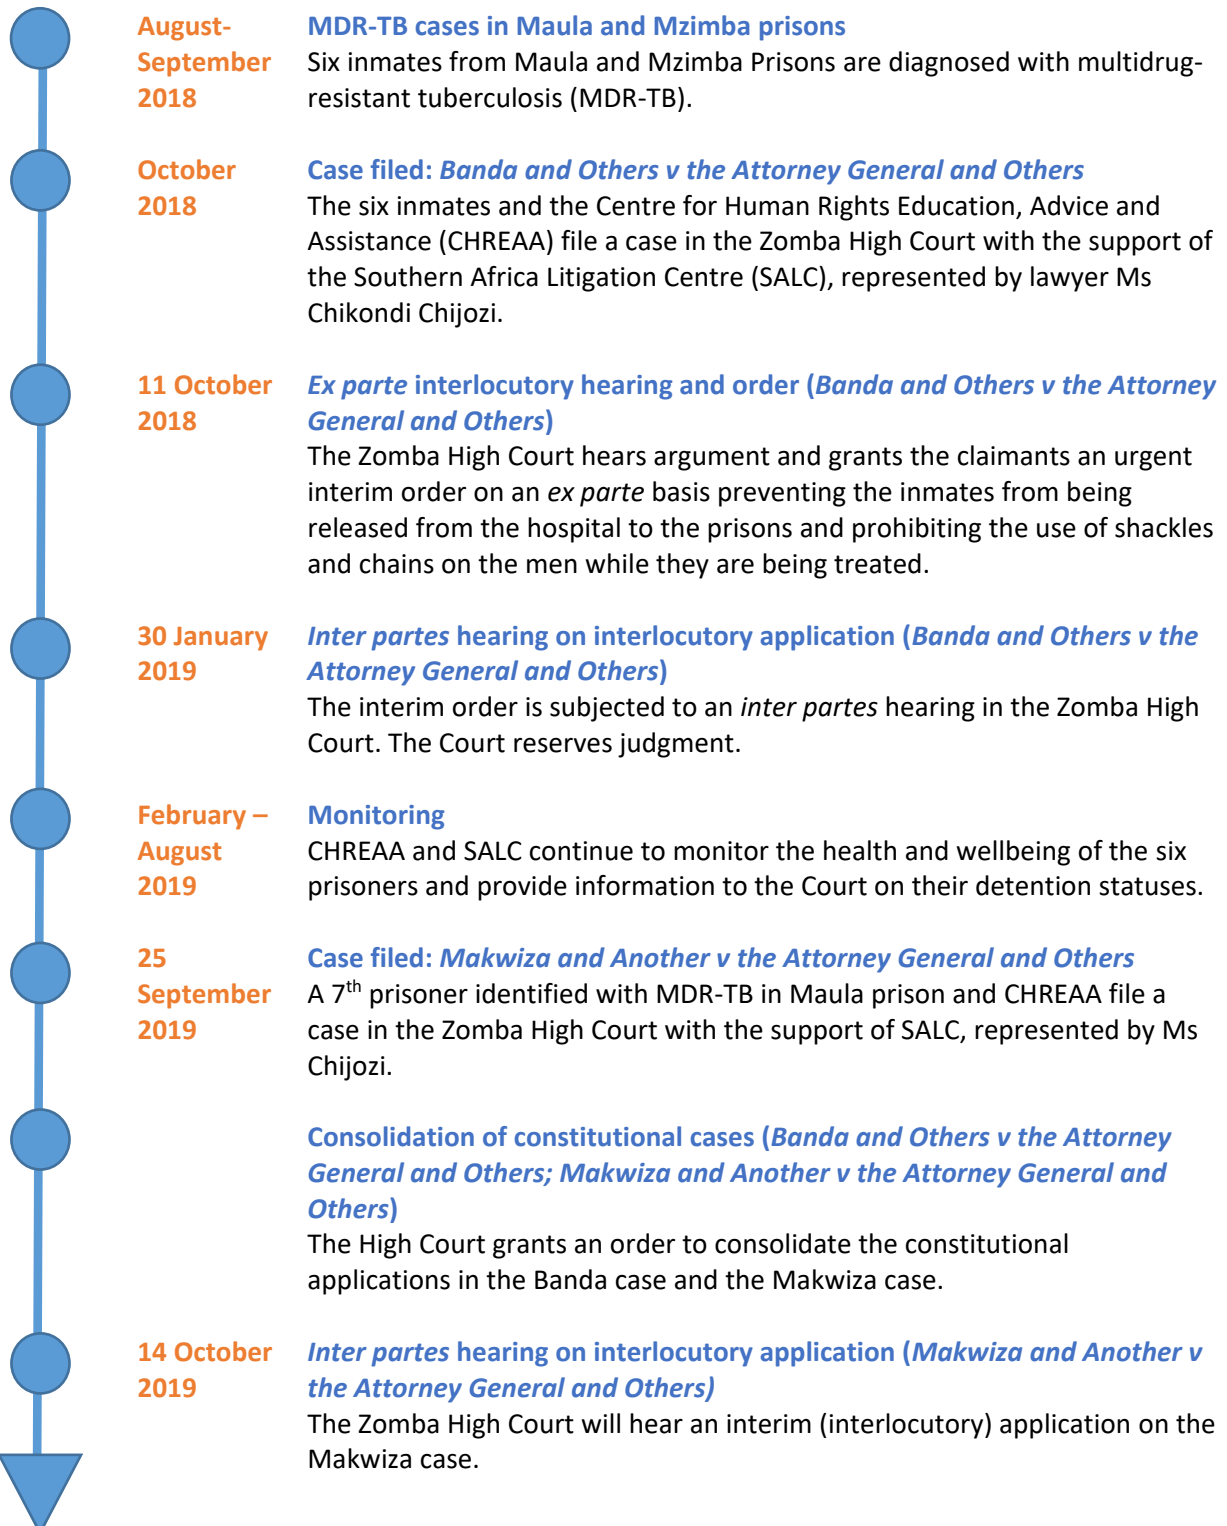 August-
September
2018
MDR-TB cases in Maula and Mzimba prisons
Six inmates from Maula and Mzimba Prisons are diagnosed with multidrug-
resistant tuberculosis (MDR-TB).
October
2018
Case filed: Banda and Others v the Attorney General and Others
The six inmates and the Centre for Human Rights Education, Advice and
Assistance (CHREAA) file a case in the Zomba High Court with the support of
the Southern Africa Litigation Centre (SALC), represented by lawyer Ms
Chikondi Chijozi.
11 October
2018
Ex parte interlocutory hearing and order (Banda and Others v the Attorney
General and Others)
The Zomba High Court hears argument and grants the claimants an urgent
interim order on an ex parte basis preventing the inmates from being
released from the hospital to the prisons and prohibiting the use of shackles
and chains on the men while they are being treated.
30 January
2019
Inter partes hearing on interlocutory application (Banda and Others v the
Attorney General and Others)
The interim order is subjected to an inter partes hearing in the Zomba High
Court. The Court reserves judgment.
February –
August
2019
Monitoring
CHREAA and SALC continue to monitor the health and wellbeing of the six
prisoners and provide information to the Court on their detention statuses.
25
September
2019
Case filed: Makwiza and Another v the Attorney General and Others
A 7th prisoner identified with MDR-TB in Maula prison and CHREAA file a
case in the Zomba High Court with the support of SALC, represented by Ms
Chijozi.
Consolidation of constitutional cases (Banda and Others v the Attorney
General and Others; Makwiza and Another v the Attorney General and
Others)
The High Court grants an order to consolidate the constitutional
applications in the Banda case and the Makwiza case.
14 October
2019
Inter partes hearing on interlocutory application (Makwiza and Another v
the Attorney General and Others)
The Zomba High Court will hear an interim (interlocutory) application on the
Makwiza case.